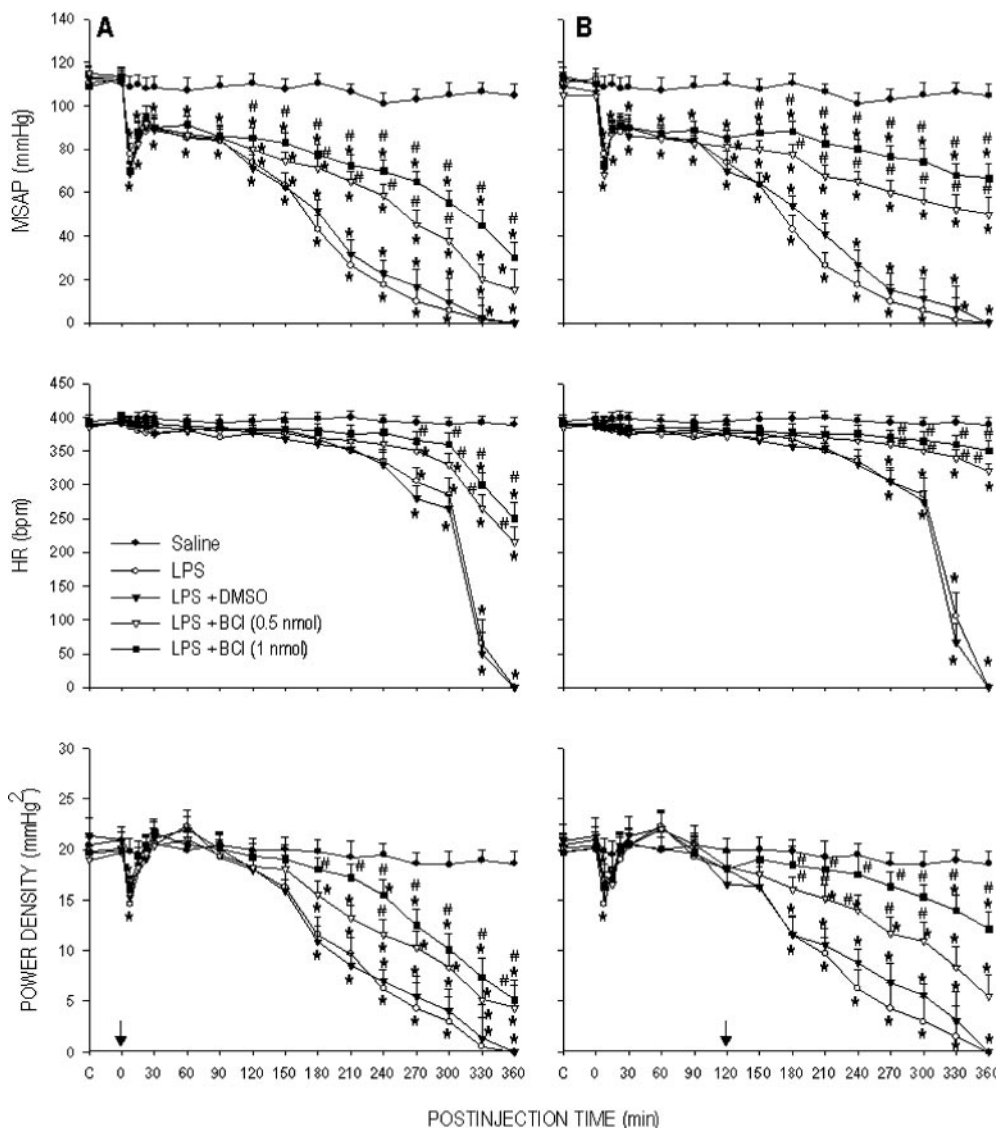 A
B
MSAP (mmHg)
140
120
100
80
60
40
20
0
HR (bpm)
450
400
350
300
250
200
150
100
50
0
Saline
LPS
LPS + DMSO
LPS + BCI (0.5 nmol)
LPS + BCI (1 nmol)
POWER DENSITY (mmHg²)
30
25
20
15
10
5
0
C 0 30 60 90 120 150 180 210 240 270 300 330 360
C 0 30 60 90 120 150 180 210 240 270 300 330 360
POSTINJECTION TIME (min)